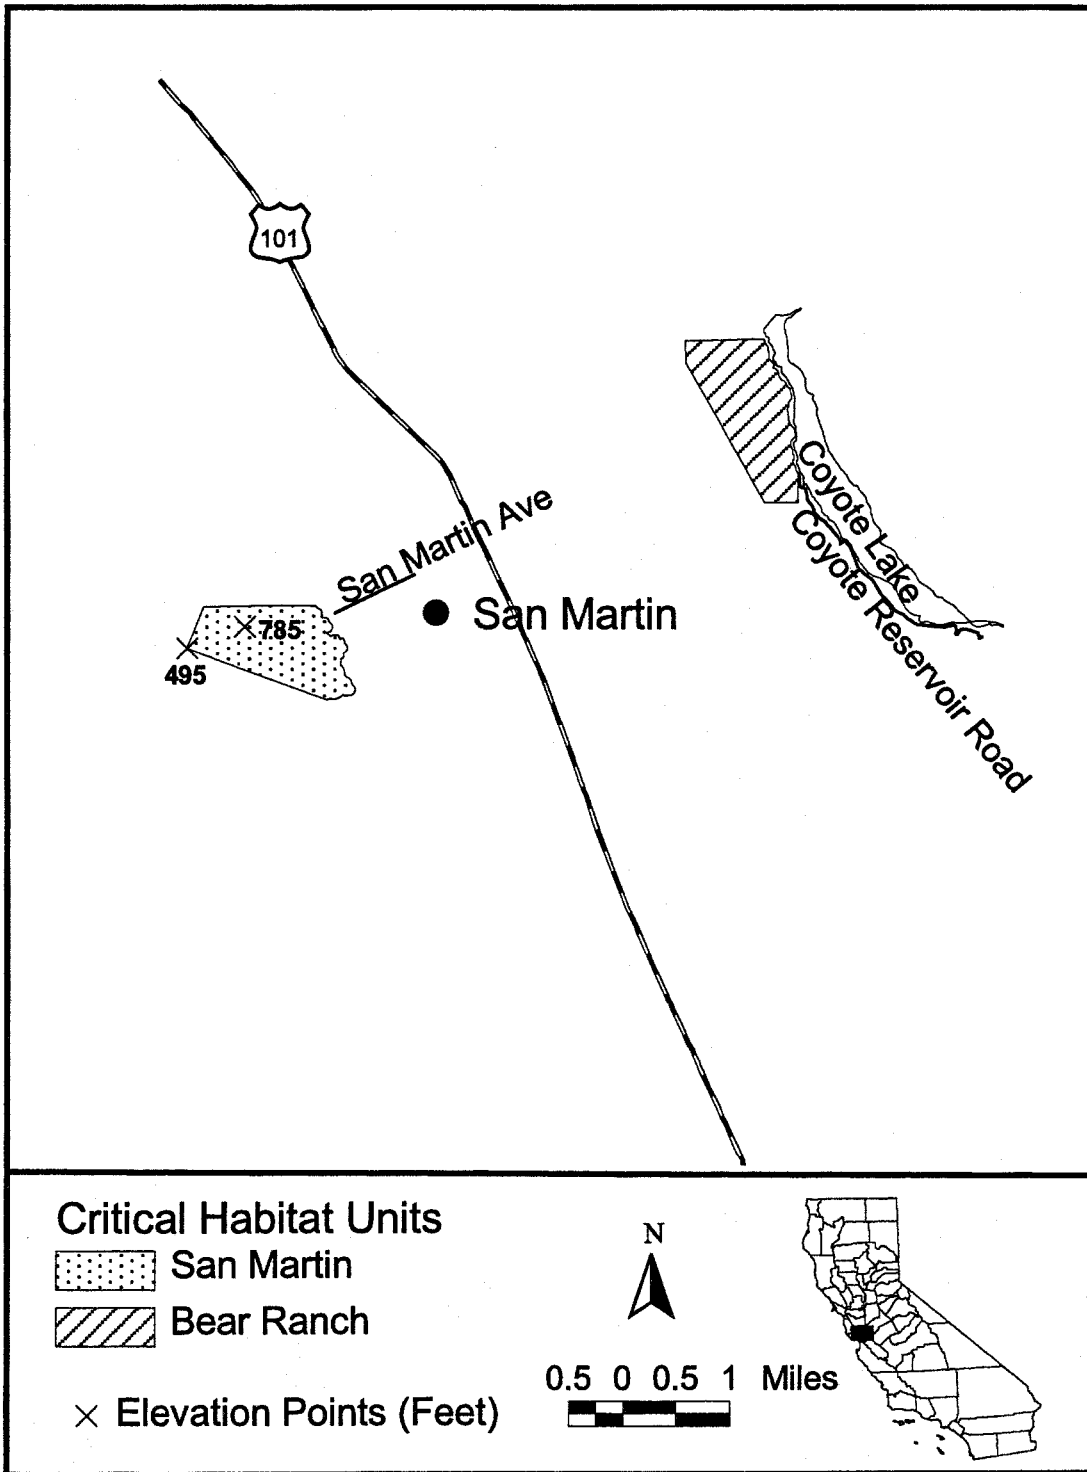 101
San Martin Ave
Coyote Lake
Coyote Reservoir Road
San Martin
785
495
Critical Habitat Units
San Martin
Bear Ranch
Elevation Points (Feet)
N
0.5 0 0.5 1 Miles